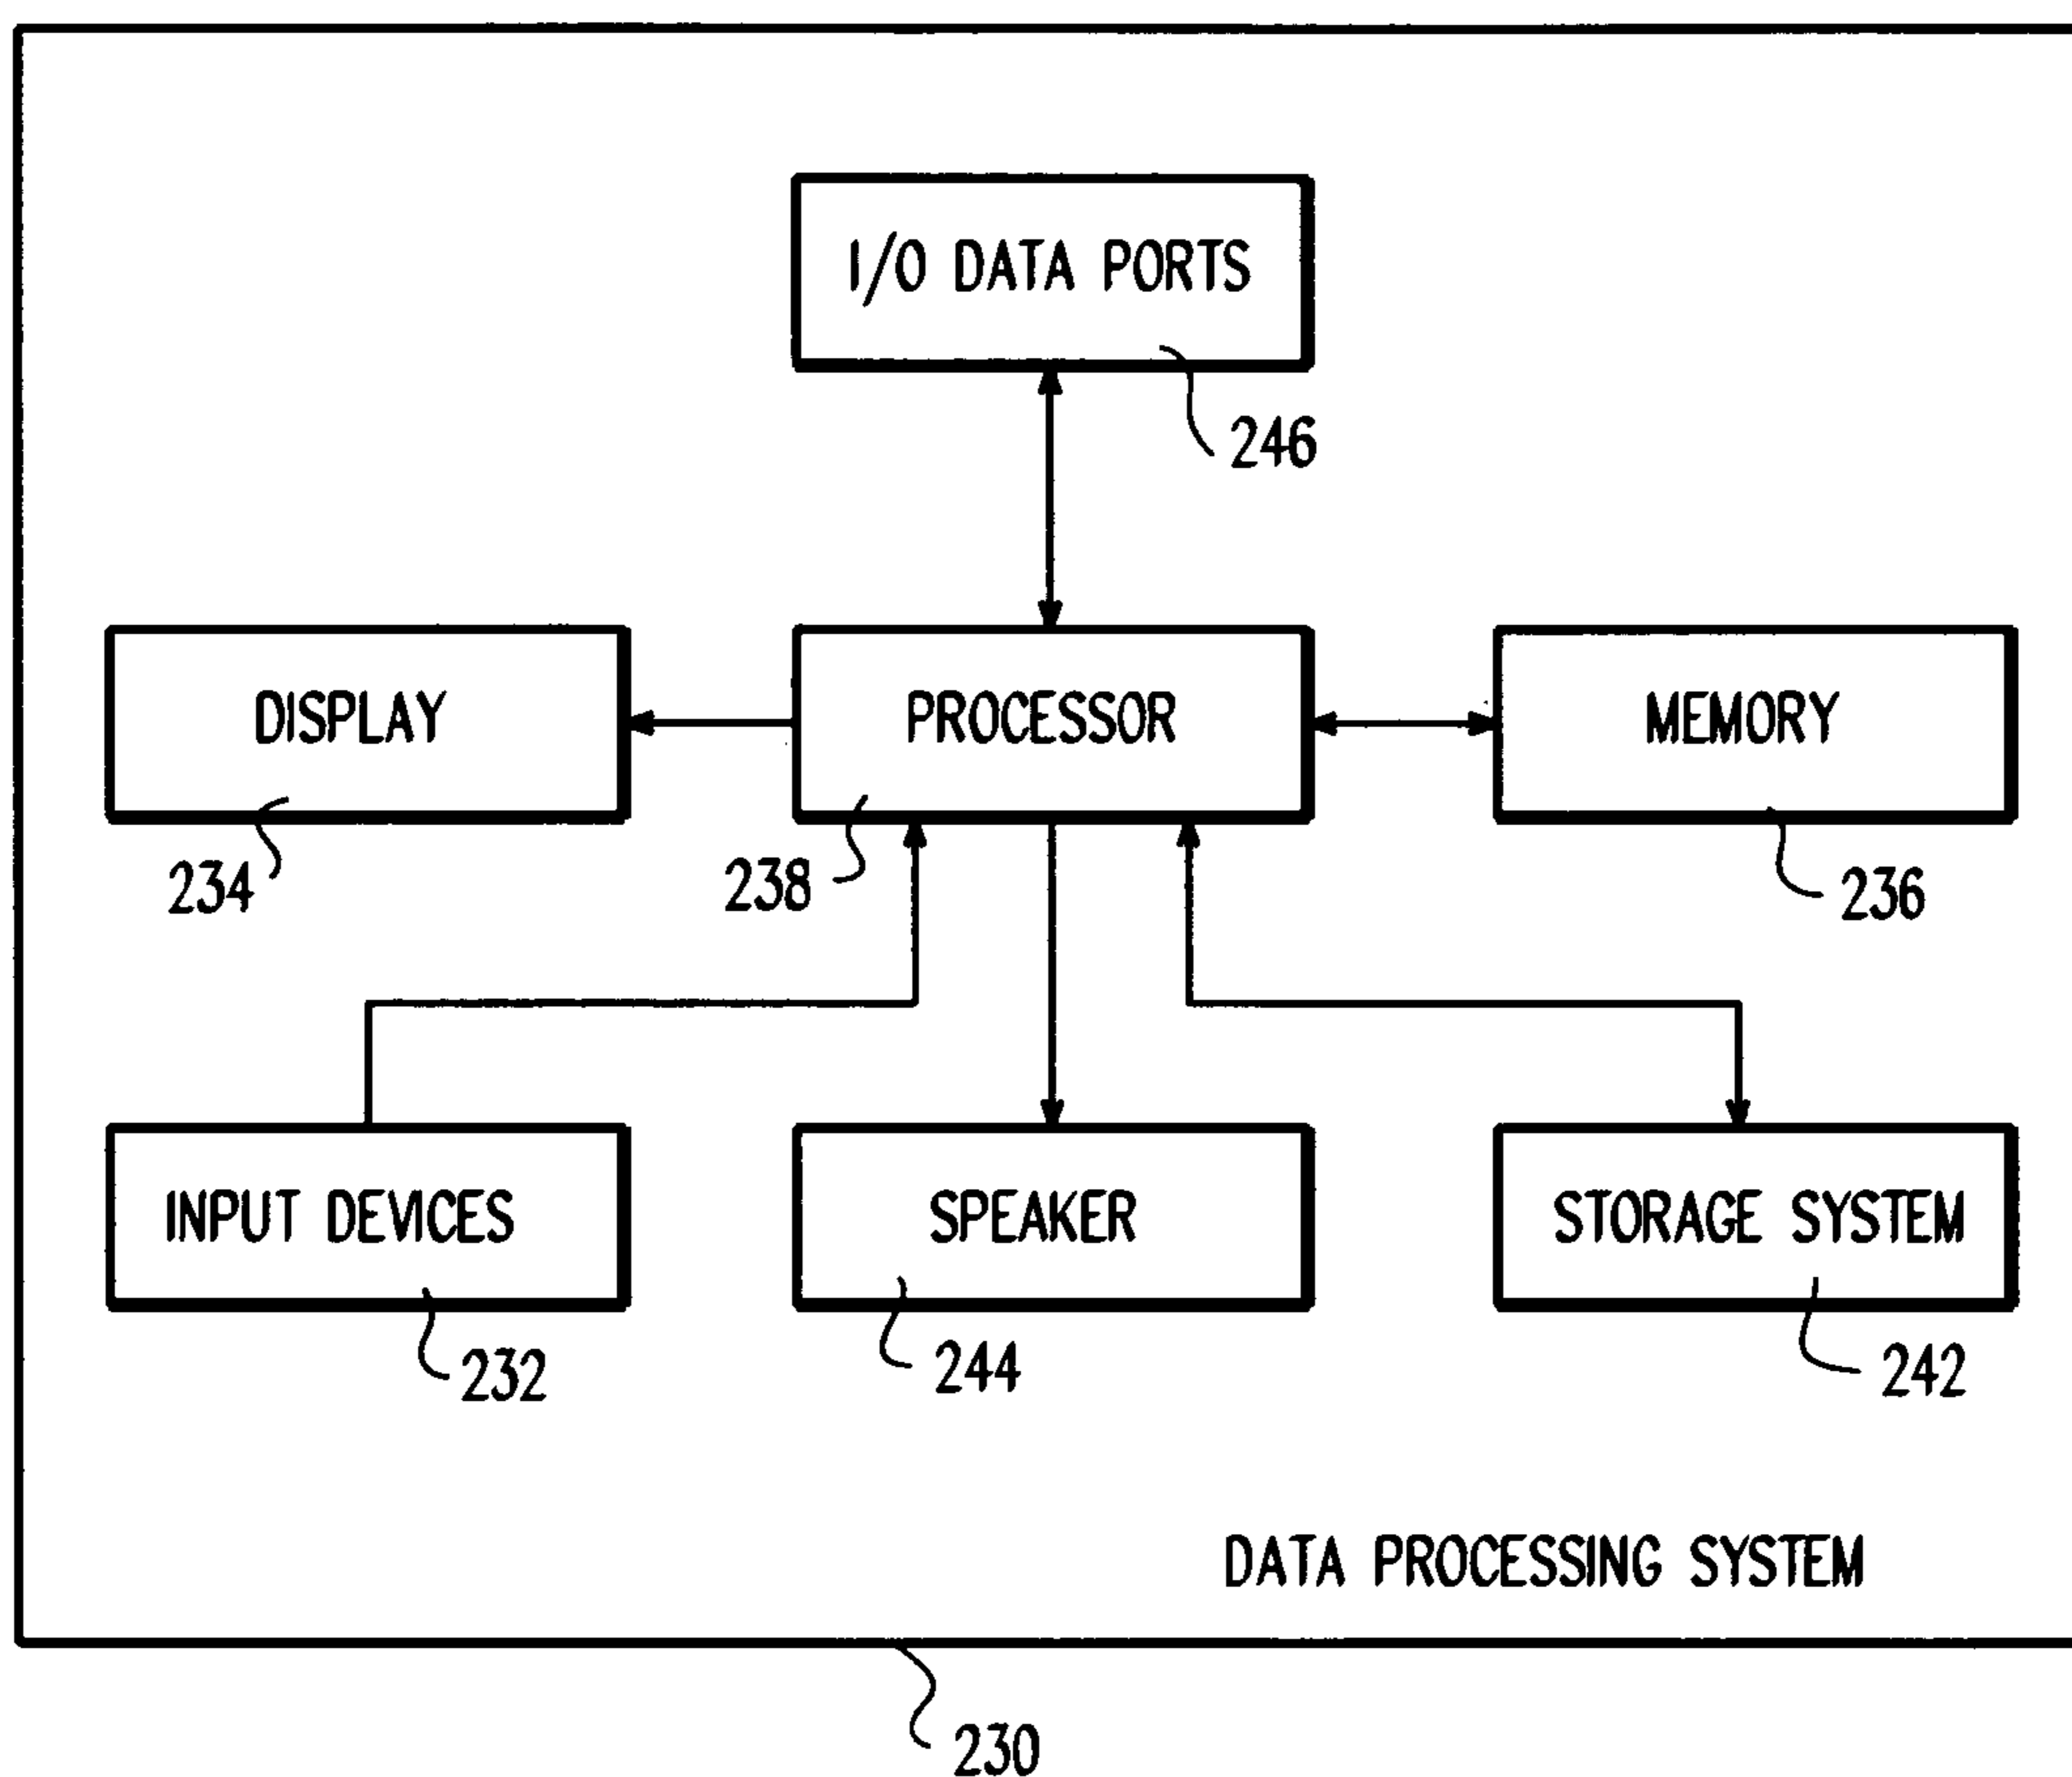 I/O DATA PORTS
246
DISPLAY
PROCESSOR
MEMORY
234
238
236
INPUT DEVICES
SPEAKER
STORAGE SYSTEM
232
244
242
DATA PROCESSING SYSTEM
230